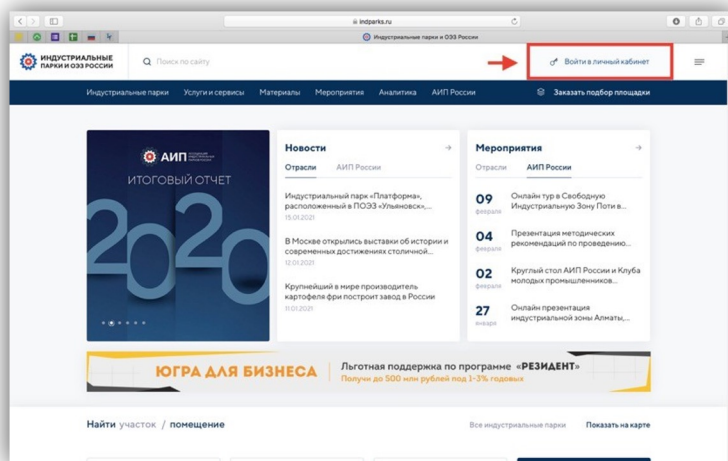 indparks.ru
Индустриальные парки и ОЭЗ России
ИНДУСТРИАЛЬНЫЕ
ПАРКИ И ОЭЗ РОССИИ
Поиск по сайту
Войти в личный кабинет
Индустриальные парки Услуги и сервисы Материалы Мероприятия Аналитика АИП России Заказать подбор площадки
АИП
ИТОГОВЫЙ ОТЧЕТ
2020
Новости
Отрасли АИП России
Индустриальный парк «Платформа»,
расположенный в ПОЭЗ «Ульяновск»,...
15.01.2021
В Москве открылись выставки об истории и
современных достижениях столичной...
12.01.2021
Крупнейший в мире производитель
картофеля фри построит завод в России
11.01.2021
Мероприятия
Отрасли АИП России
09 февраля
Онлайн тур в Свободную
Индустриальную Зону Поти в...
04 февраля
Презентация методических
рекомендаций по проведению...
02 февраля
Круглый стол АИП России и Клуба
молодых промышленников...
27 января
Онлайн презентация
индустриальной зоны Алматы,...
ЮГРА ДЛЯ БИЗНЕСА
Льготная поддержка по программе «РЕЗИДЕНТ»
Получи до 500 млн рублей под 1-3% годовых
Найти участок / помещение
Все индустриальные парки Показать на карте